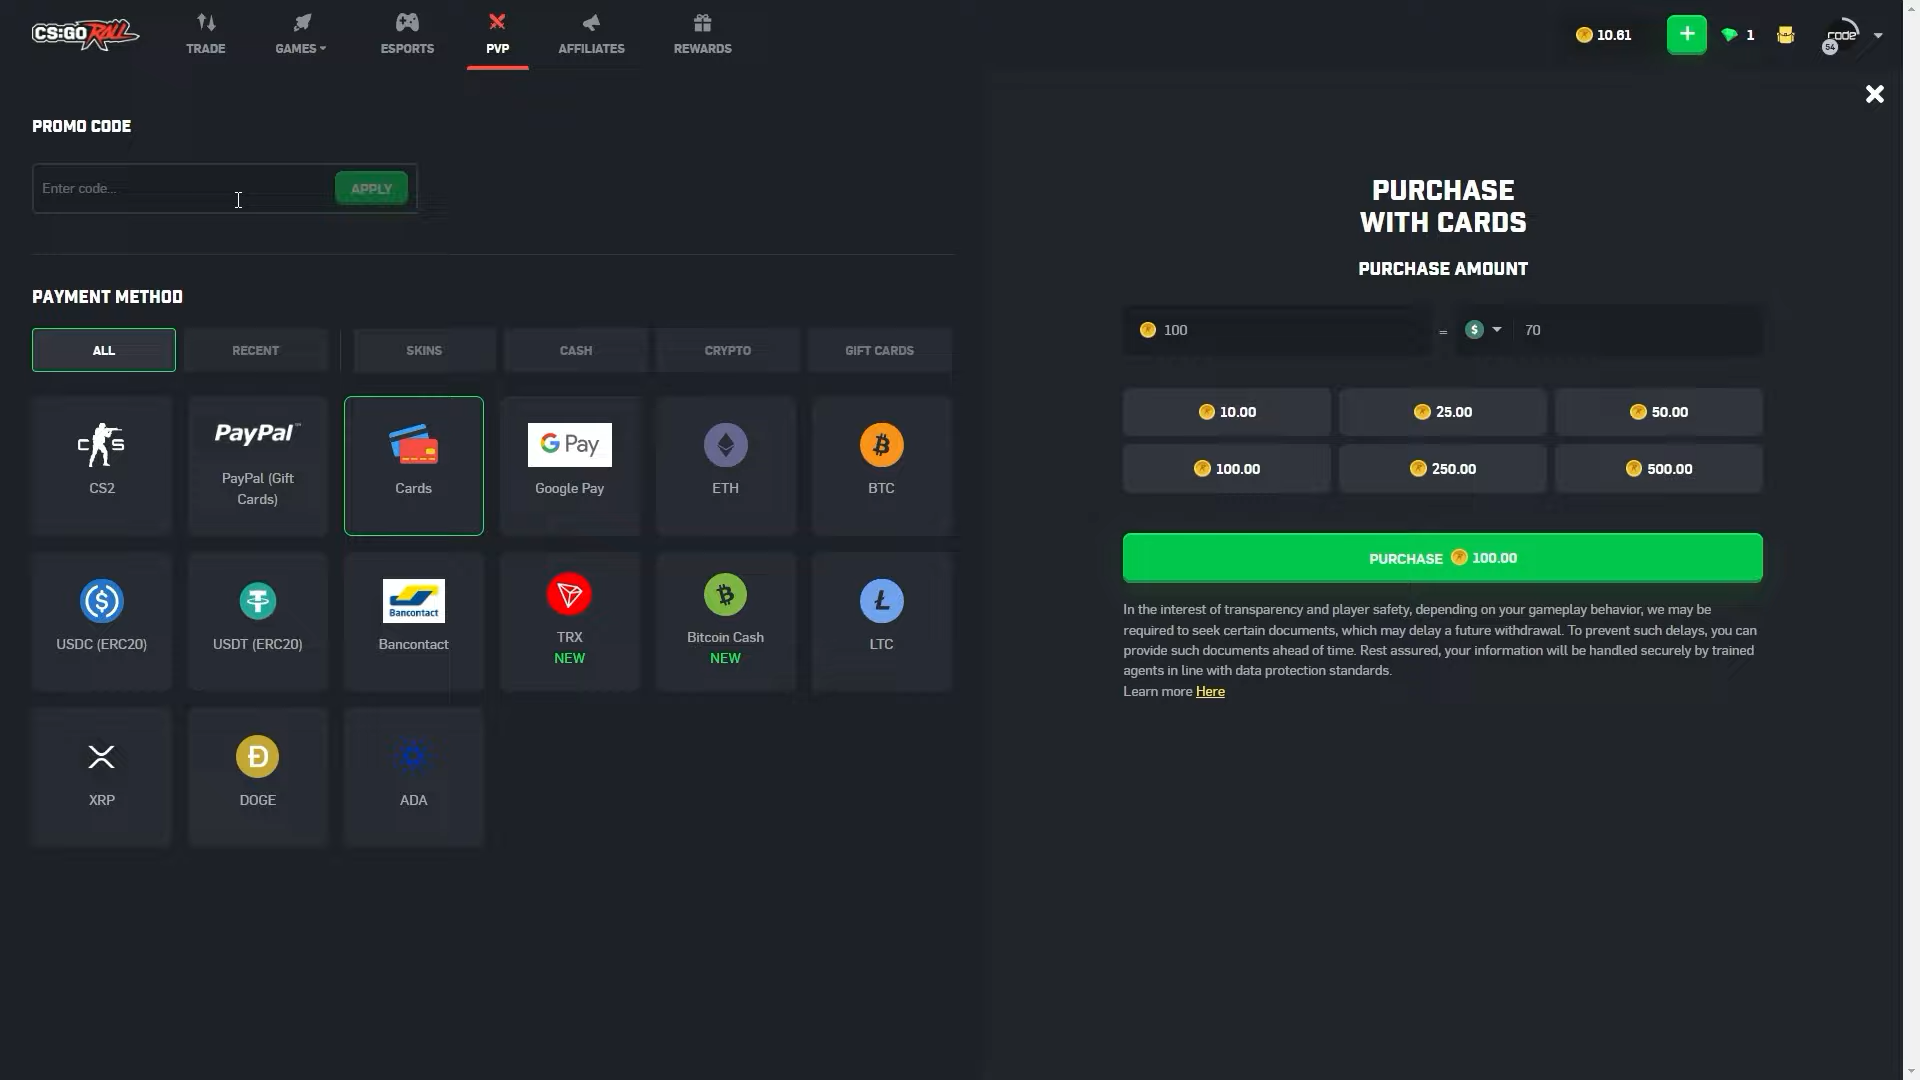 CS:GO ROLL
TRADE
GAMES
ESPORTS
PVP
AFFILIATES
REWARDS
10.61
+
1
code
54
PROMO CODE
Enter code...
APPLY
PAYMENT METHOD
ALL
RECENT
SKINS
CASH
CRYPTO
GIFT CARDS
CS
CS2
PayPal
PayPal (Gift
Cards)
Cards
G Pay
Google Pay
ETH
BTC
USDC (ERC20)
USDT (ERC20)
Bancontact
Bancontact
TRX
NEW
Bitcoin Cash
NEW
LTC
XRP
DOGE
ADA
PURCHASE
WITH CARDS
PURCHASE AMOUNT
100
=
$
70
10.00
25.00
50.00
100.00
250.00
500.00
PURCHASE 100.00
In the interest of transparency and player safety, depending on your gameplay behavior, we may be
required to seek certain documents, which may delay a future withdrawal. To prevent such delays, you can
provide such documents ahead of time. Rest assured, your information will be handled securely by trained
agents in line with data protection standards.
Learn more Here